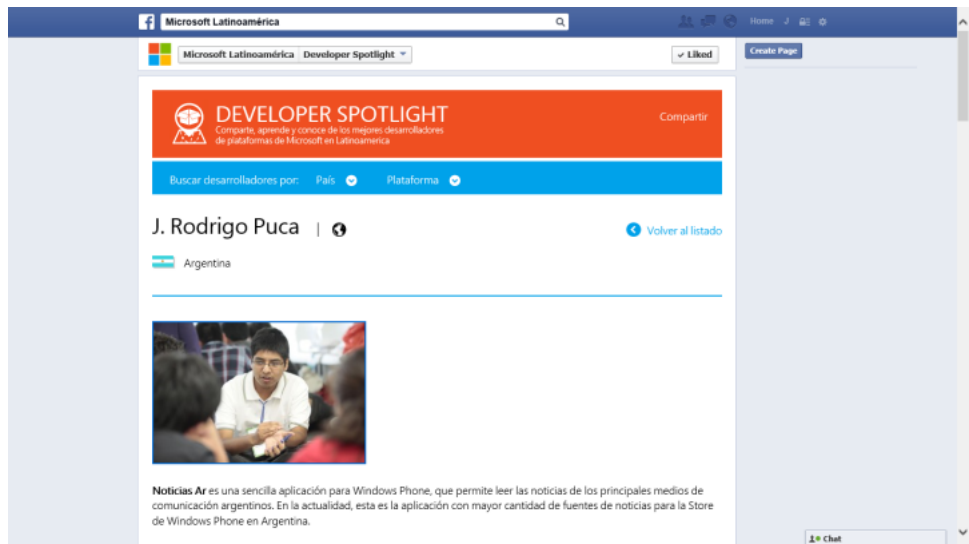 Microsoft Latinoamérica
Home J
Microsoft Latinoamérica Developer Spotlight
Liked
Create Page
DEVELOPER SPOTLIGHT
Comparte, aprende y conoce de los mejores desarrolladores
de plataformas de Microsoft en Latinoamerica
Compartir
Buscar desarrolladores por: País Plataforma
J. Rodrigo Puca |
Volver al listado
Argentina
Noticias Ar es una sencilla aplicación para Windows Phone, que permite leer las noticias de los principales medios de
comunicación argentinos. En la actualidad, esta es la aplicación con mayor cantidad de fuentes de noticias para la Store
de Windows Phone en Argentina.
Chat